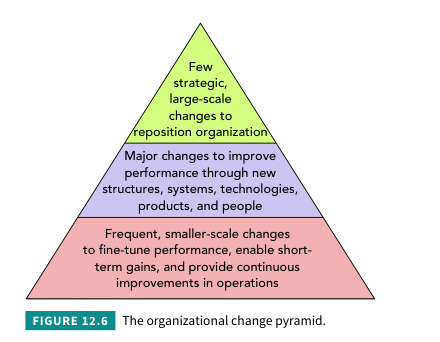 Few
strategic,
large-scale
changes to
reposition organization
Major changes to improve
performance through new
structures, systems, technologies,
products, and people
Frequent, smaller-scale changes
to fine-tune performance, enable short-
term gains, and provide continuous
improvements in operations
FIGURE 12.6 The organizational change pyramid.